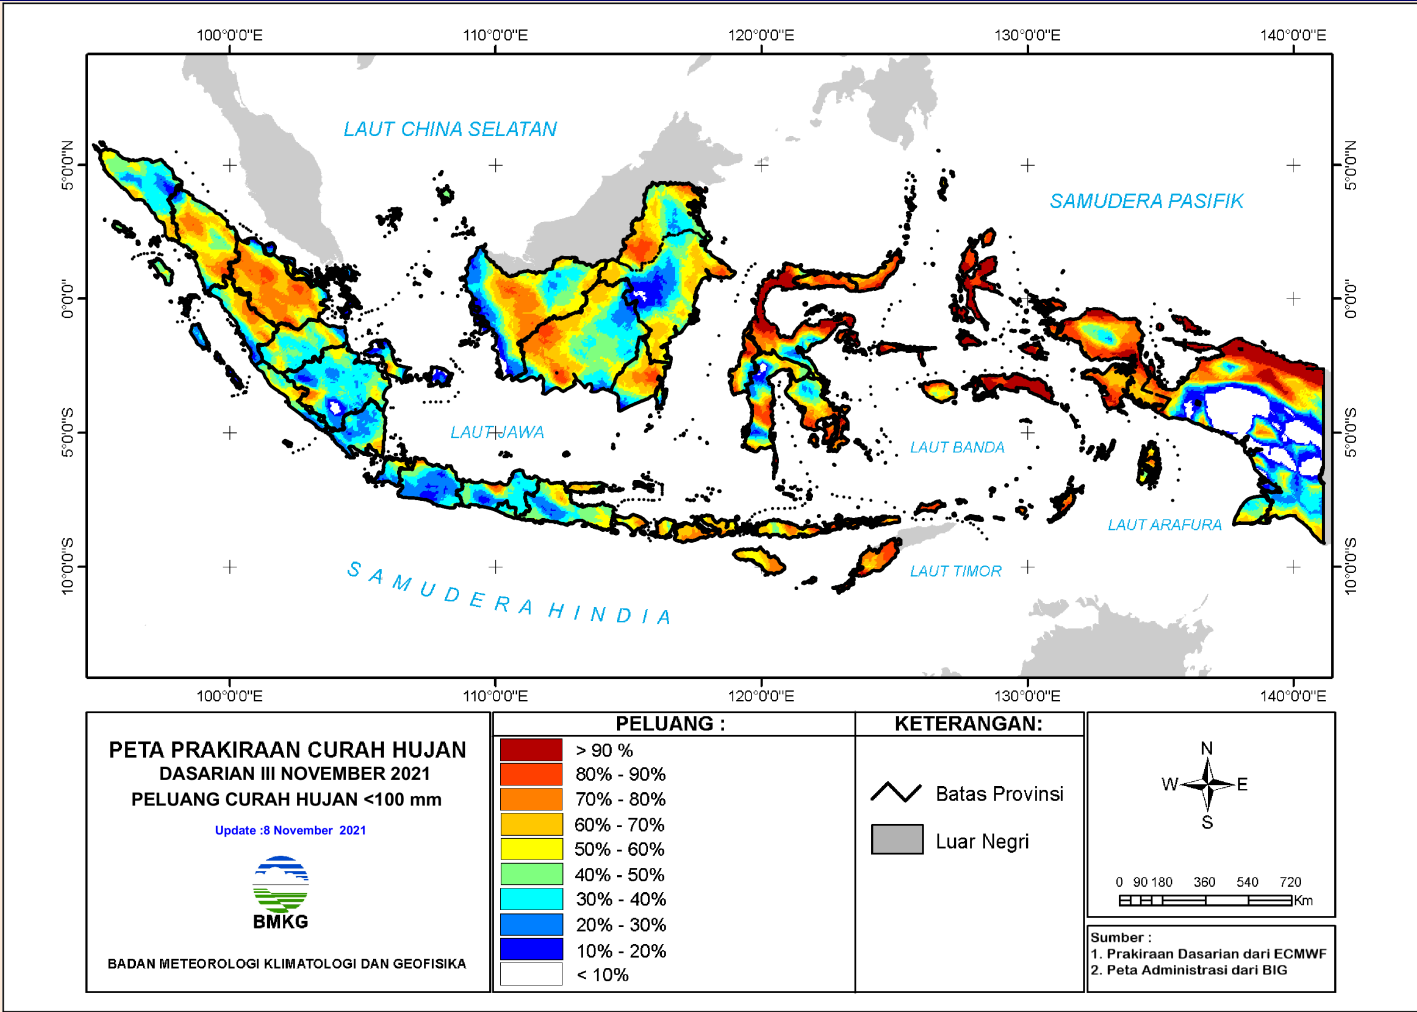 100°0'0"E 110°0'0"E 120°0'0"E 130°0'0"E 140°0'0"E
LAUT CHINA SELATAN
5°0'0"N 5°0'0"N
SAMUDERA PASIFIK
0°0'0" 0°0'0"
LAUT JAWA
5°0'0"S 5°0'0"S
LAUT BANDA
LAUT ARAFURA
10°0'0"S 10°0'0"S
LAUT TIMOR
SAMUDERA HINDIA
100°0'0"E 110°0'0"E 120°0'0"E 130°0'0"E 140°0'0"E
PETA PRAKIRAAN CURAH HUJAN
DASARIAN III NOVEMBER 2021
PELUANG CURAH HUJAN <100 mm
Update :8 November 2021
BMKG
BADAN METEOROLOGI KLIMATOLOGI DAN GEOFISIKA
PELUANG :
> 90 %
80% - 90%
70% - 80%
60% - 70%
50% - 60%
40% - 50%
30% - 40%
20% - 30%
10% - 20%
< 10%
KETERANGAN:
Batas Provinsi
Luar Negri
N
W E
S
0 90 180 360 540 720
Km
Sumber :
1. Prakiraan Dasarian dari ECMWF
2. Peta Administrasi dari BIG